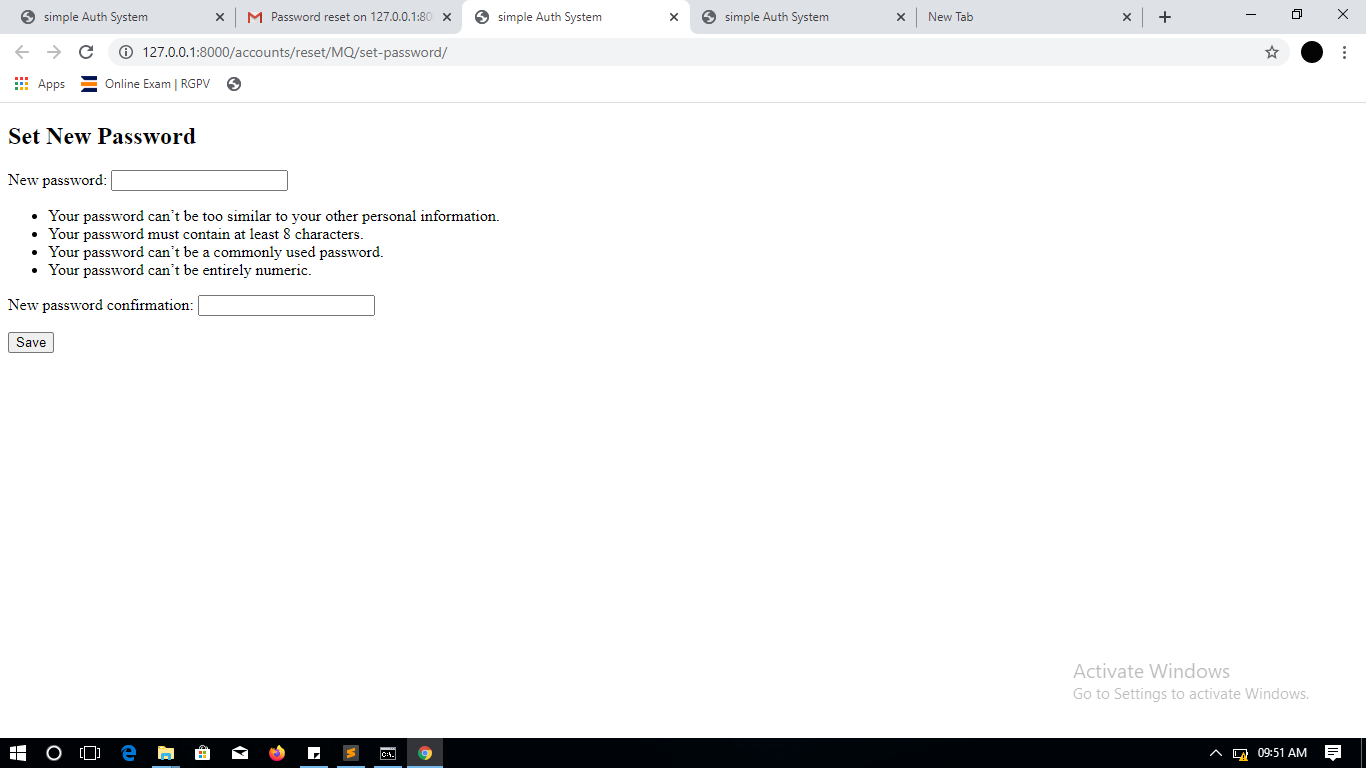 simple Auth System
Password reset on 127.0.0.1:80
simple Auth System
simple Auth System
New Tab
127.0.0.1:8000/accounts/reset/MQ/set-password/
Apps
Online Exam | RGPV
Set New Password
New password:
Your password can’t be too similar to your other personal information.
Your password must contain at least 8 characters.
Your password can’t be a commonly used password.
Your password can’t be entirely numeric.
New password confirmation:
Save
Activate Windows
Go to Settings to activate Windows.
09:51 AM